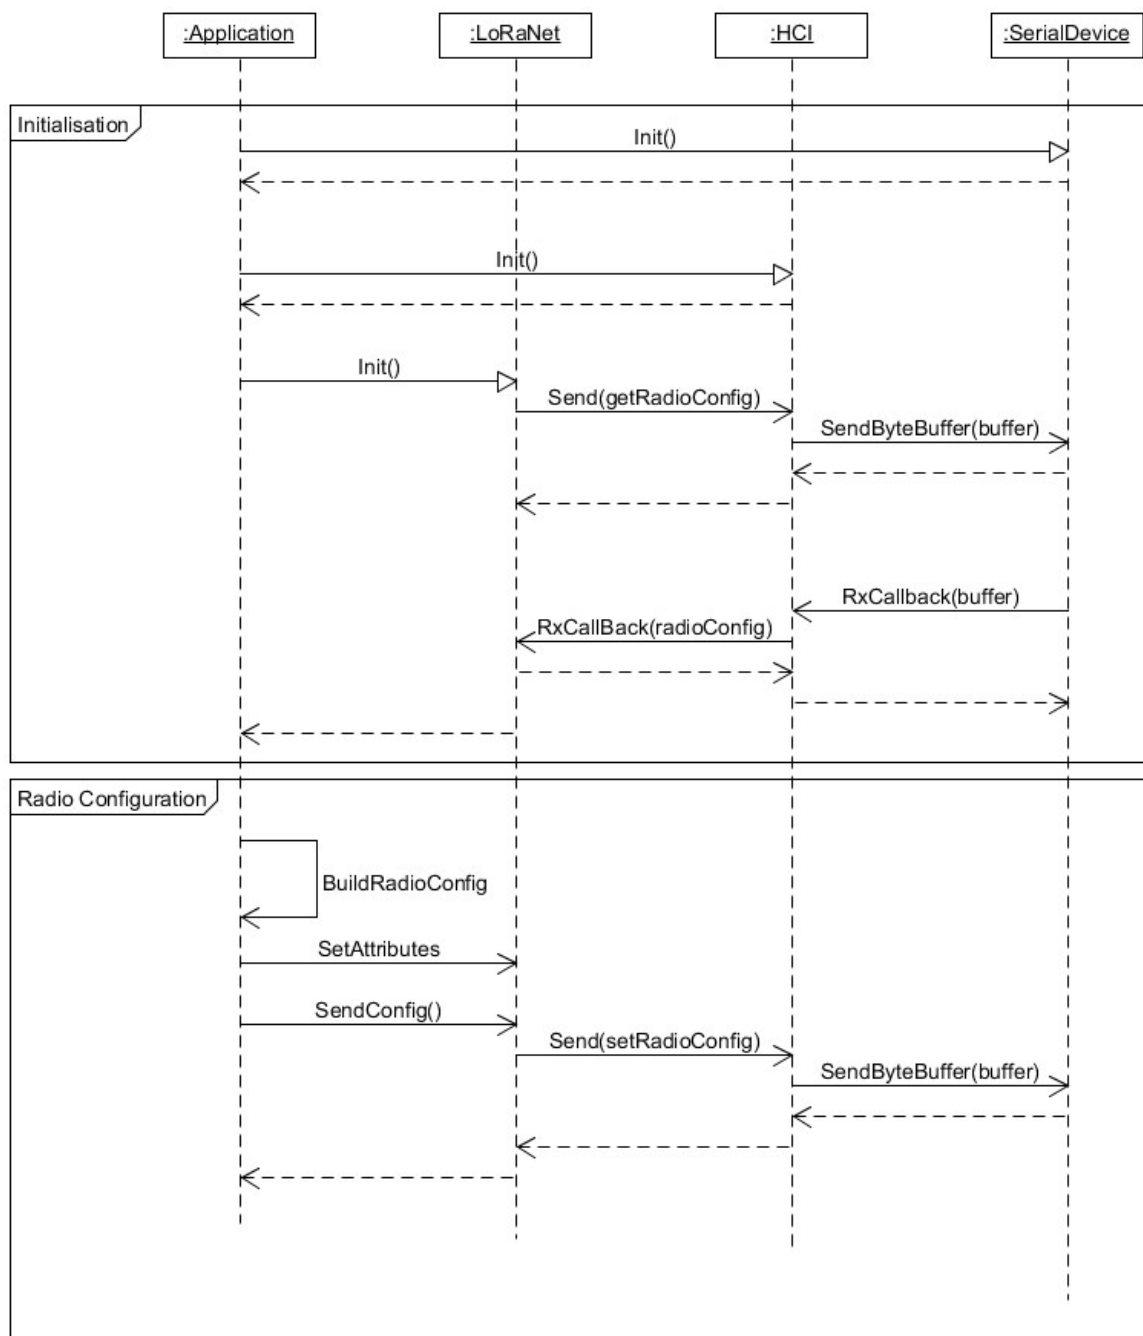 :Application
:LoRaNet
:HCI
:SerialDevice
Initialisation
Init()
Init()
Init()
Send(getRadioConfig)
SendByteBuffer(buffer)
RxCallback(buffer)
RxCallBack(radioConfig)
Radio Configuration
BuildRadioConfig
SetAttributes
SendConfig()
Send(setRadioConfig)
SendByteBuffer(buffer)